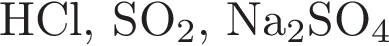 HCl, SO₂, Na₂SO₄